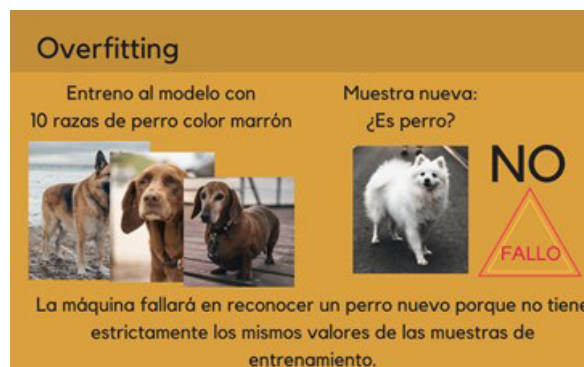 Overfitting
Entreno al modelo con
10 razas de perro color marrón
Muestra nueva:
¿Es perro?
NO
FALLO
La máquina fallará en reconocer un perro nuevo porque no tiene
estrictamente los mismos valores de las muestras de
entrenamiento.